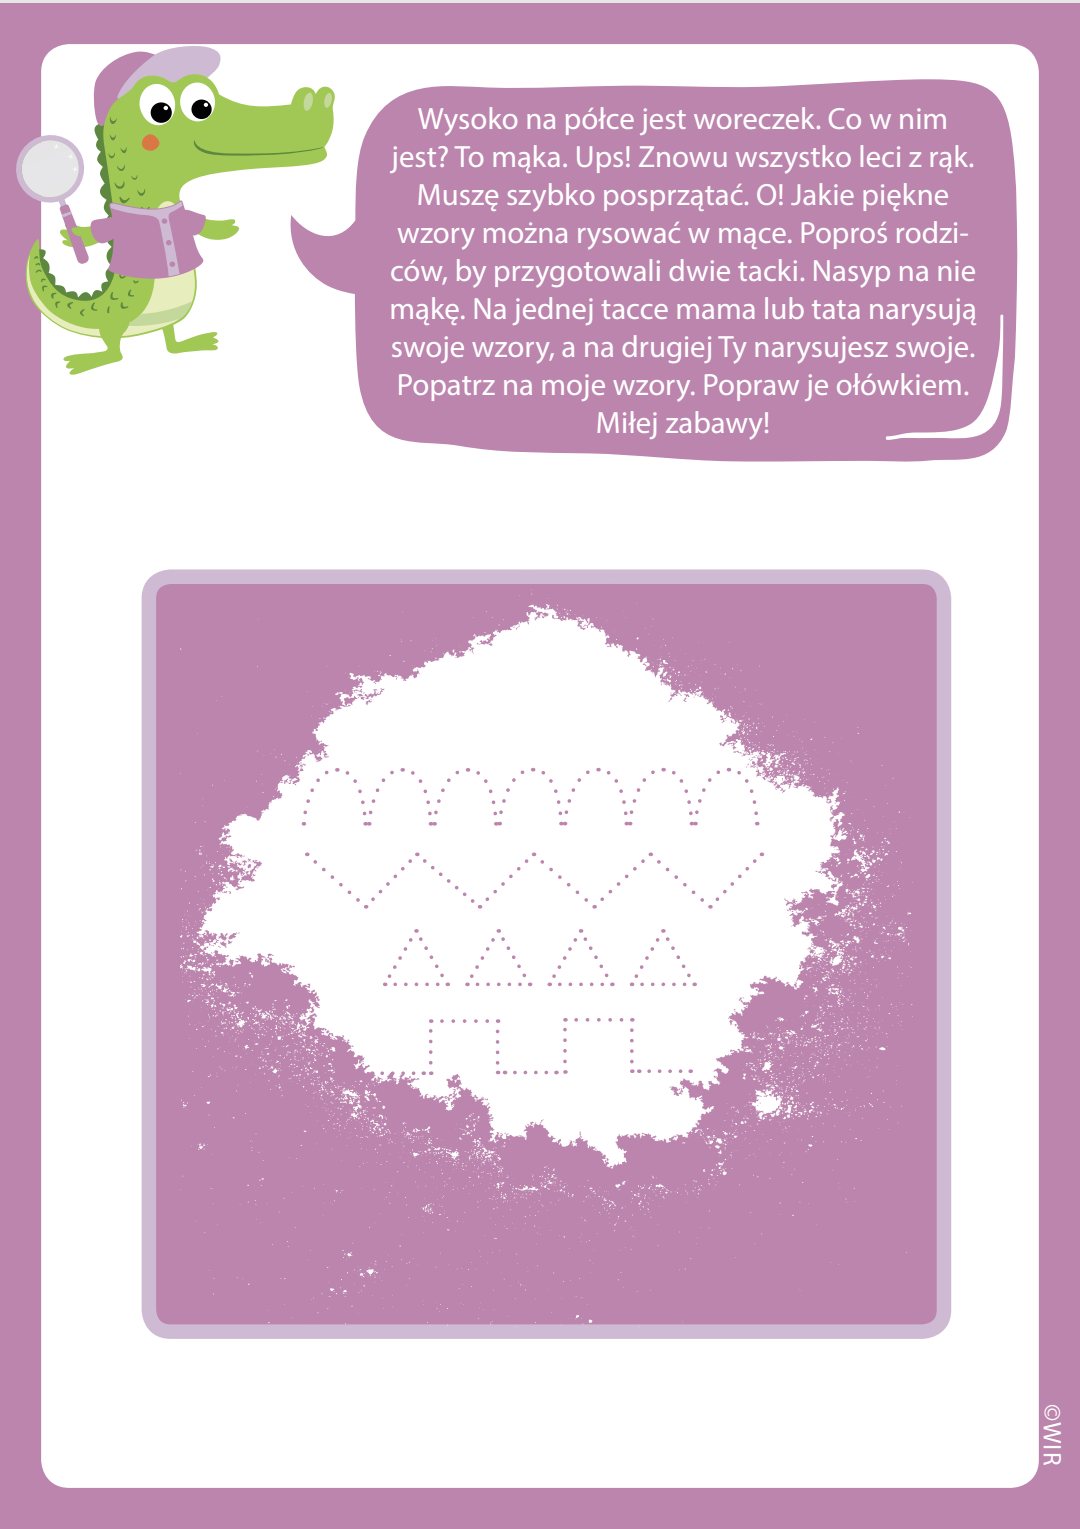 Wysoko na półce jest woreczek. Co w nim
jest? To mąka. Ups! Znowu wszystko leci z rąk.
Muszę szybko posprzątać. O! Jakie piękne
wzory można rysować w mące. Poproś rodzi-
ców, by przygotowali dwie tacki. Nasyp na nie
mąkę. Na jednej tacce mama lub tata narysują
swoje wzory, a na drugiej Ty narysujesz swoje.
Popatrz na moje wzory. Popraw je ołówkiem.
Miłej zabawy!
©WIR